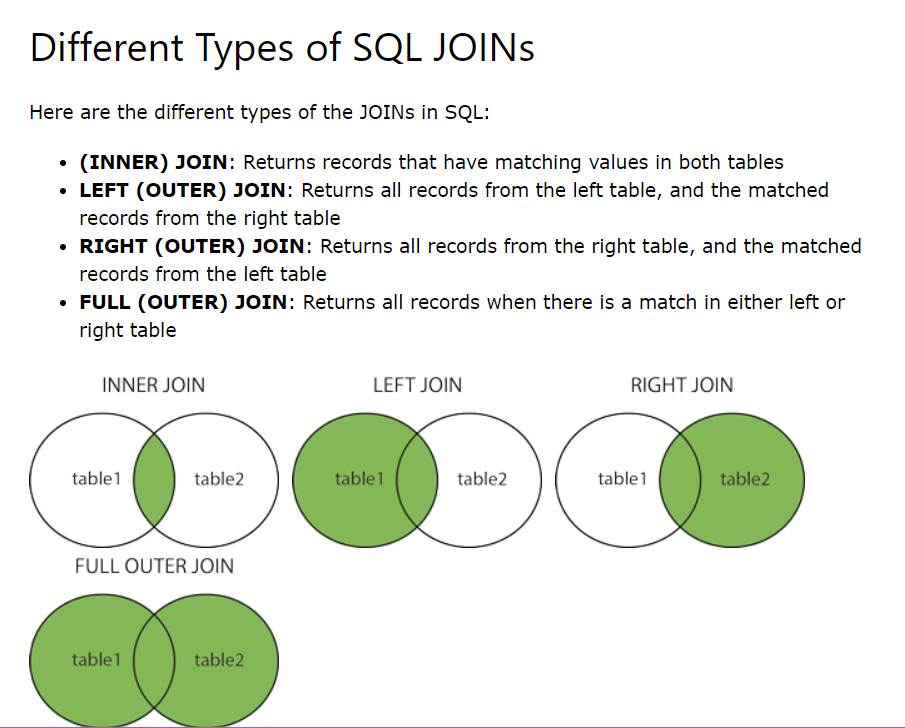 Different Types of SQL JOINs
Here are the different types of the JOINs in SQL:
• (INNER) JOIN: Returns records that have matching values in both tables
• LEFT (OUTER) JOIN: Returns all records from the left table, and the matched
records from the right table
• RIGHT (OUTER) JOIN: Returns all records from the right table, and the matched
records from the left table
• FULL (OUTER) JOIN: Returns all records when there is a match in either left or
right table
INNER JOIN
table1
table2
LEFT JOIN
table1
table2
RIGHT JOIN
table1
table2
FULL OUTER JOIN
table1
table2